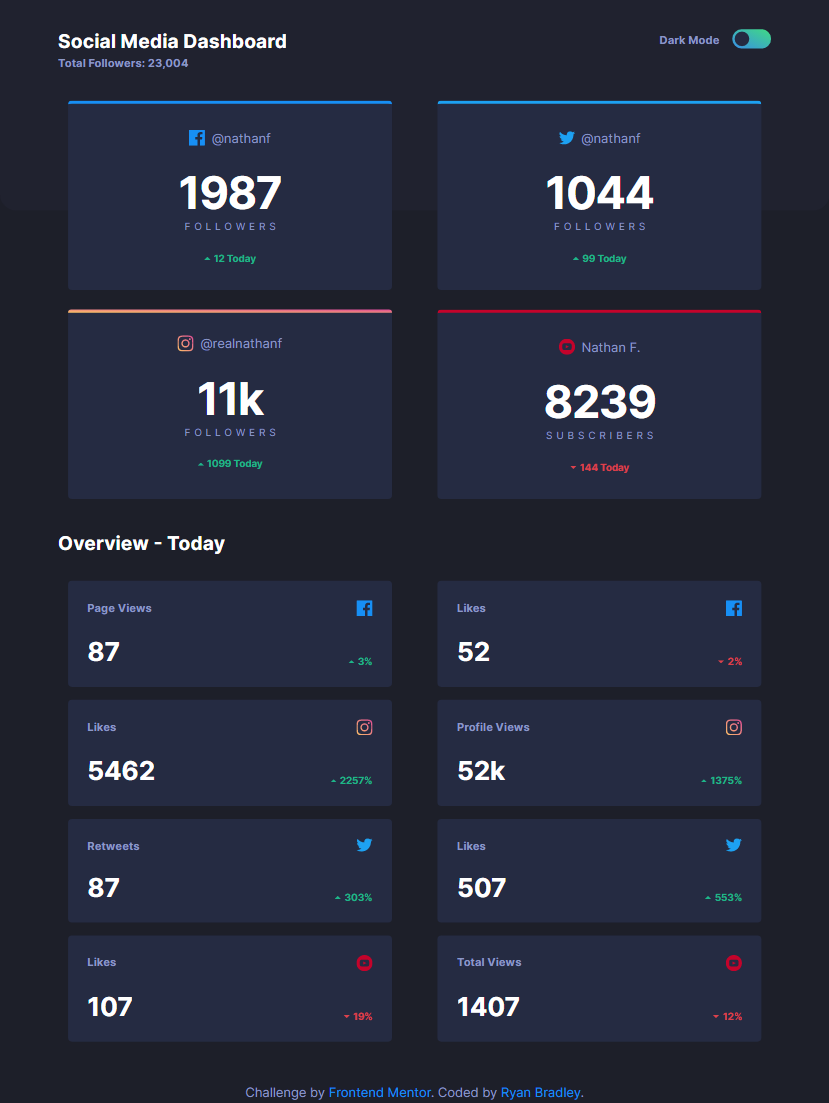 Social Media Dashboard
Total Followers: 23,004
Dark Mode
@nathanf
1987
FOLLOWERS
12 Today
@nathanf
1044
FOLLOWERS
99 Today
@realnathanf
11k
FOLLOWERS
1099 Today
Nathan F.
8239
SUBSCRIBERS
144 Today
Overview - Today
Page Views
87
3%
Likes
52
2%
Likes
5462
2257%
Profile Views
52k
1375%
Retweets
87
303%
Likes
507
553%
Likes
107
19%
Total Views
1407
12%
Challenge by Frontend Mentor. Coded by Ryan Bradley.